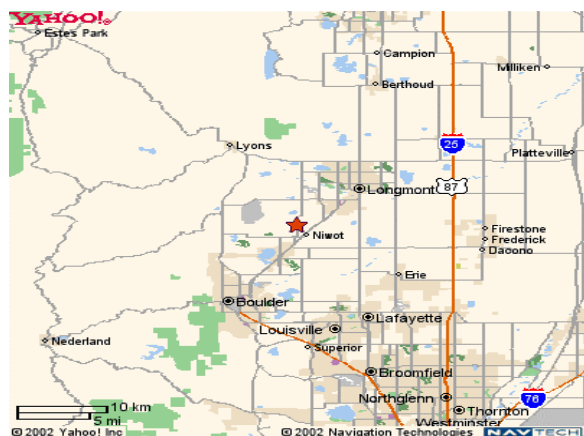 YAHOO!
Estes Park
Campion
Milliken
Berthoud
25
Lyons
Platteville
Longmont
87
Niwot
Firestone
Frederick
Dacono
Erie
Boulder
Lafayette
Louisville
Nederland
Superior
Broomfield
Northglenn
76
10 km
Thornton
5 mi
Westminster
©2002 Yahoo! Inc
©2002 Navigation Technologies NAVTECH